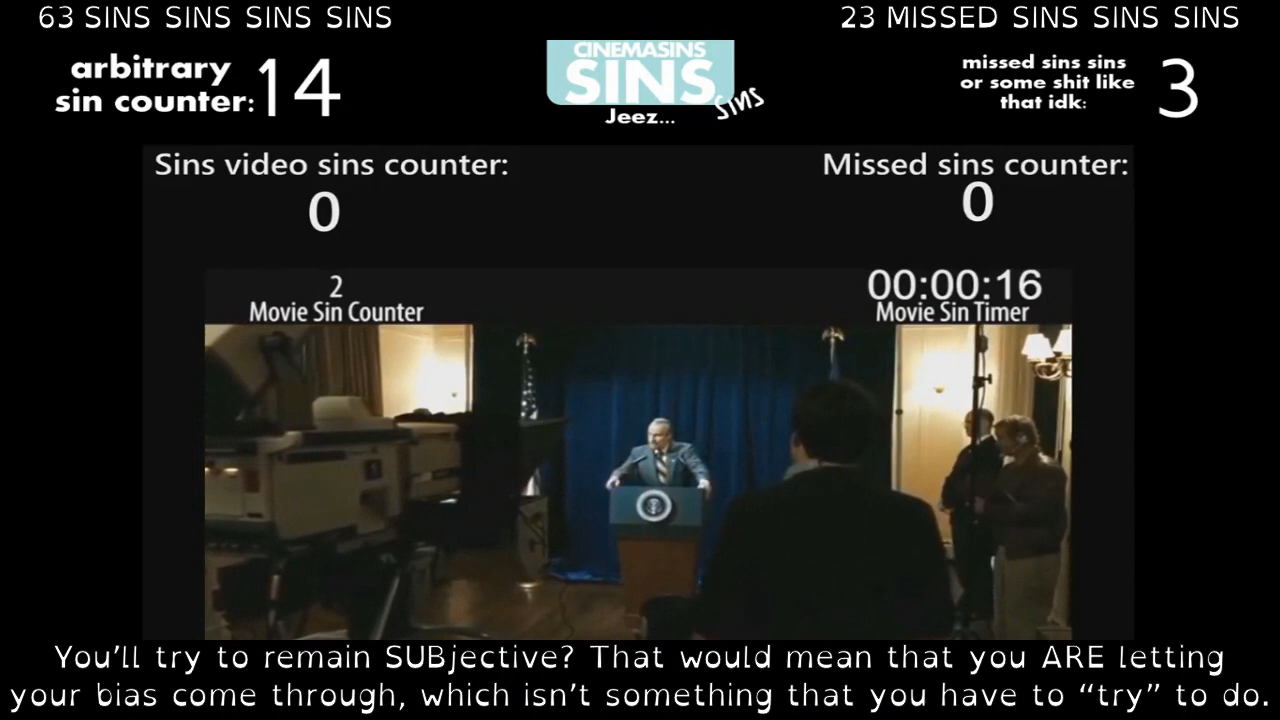 63 SINS SINS SINS SINS
23 MISSED SINS SINS SINS
arbitrary
sin counter:
14
CINEMASINS
SINS
SINS
Jeez...
missed sins sins
or some shit like
that idk:
3
Sins video sins counter:
0
Missed sins counter:
0
2
Movie Sin Counter
00:00:16
Movie Sin Timer
You'll try to remain SUBjective? That would mean that you ARE letting
your bias come through, which isn't something that you have to “try” to do.